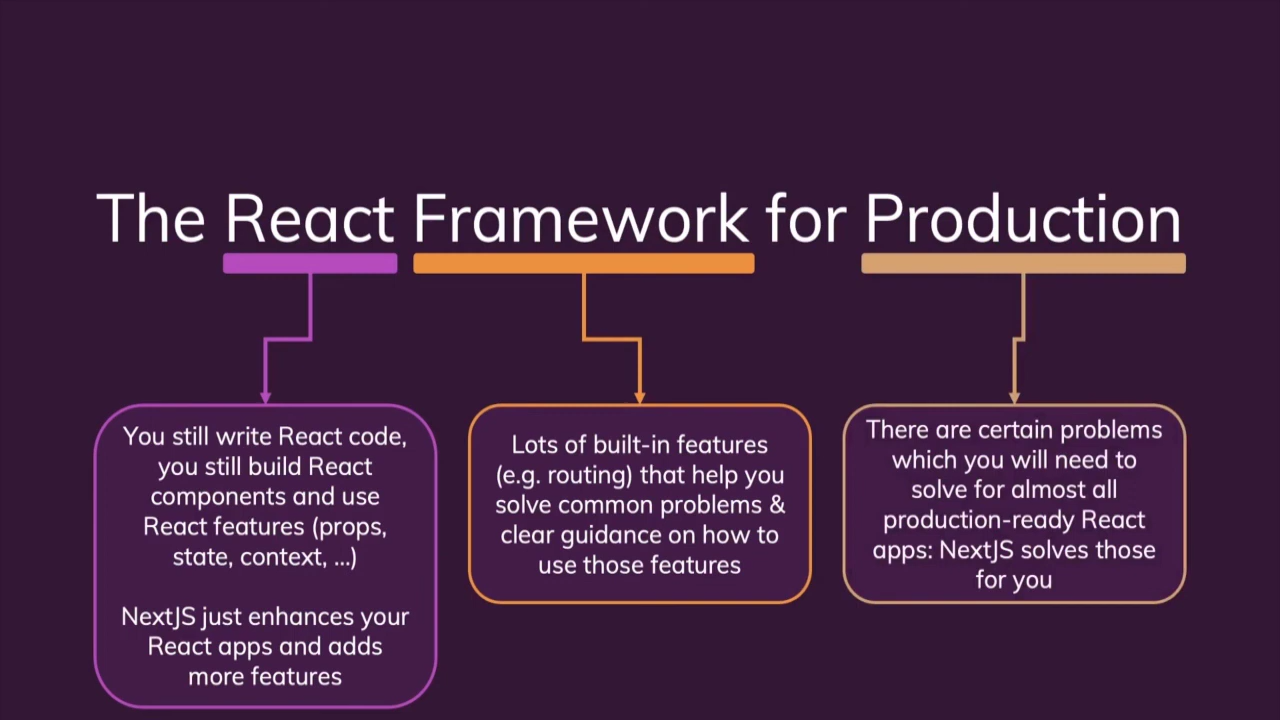 The React Framework for Production
You still write React code,
you still build React
components and use
React features (props,
state, context, ...)
NextJS just enhances your
React apps and adds
more features
Lots of built-in features
(e.g. routing) that help you
solve common problems &
clear guidance on how to
use those features
There are certain problems
which you will need to
solve for almost all
production-ready React
apps: NextJS solves those
for you